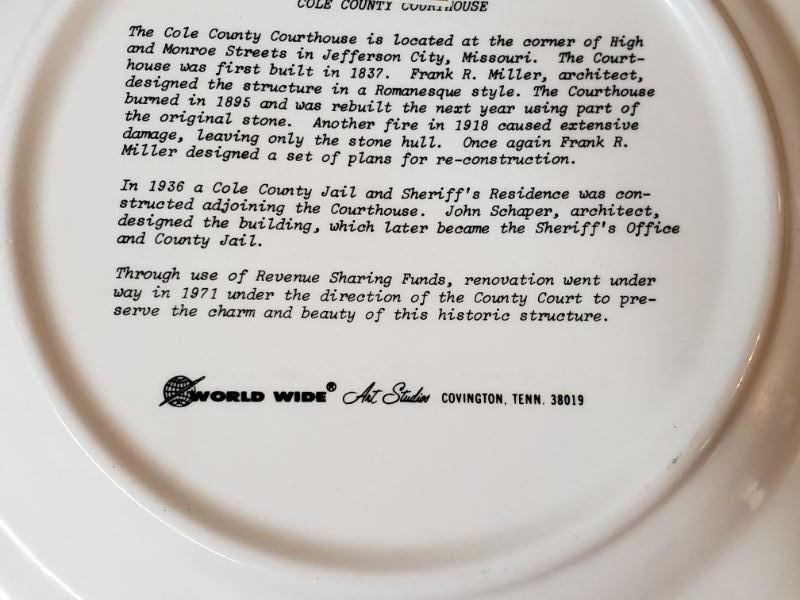 COLE COUNTY COURTHOUSE
The Cole County Courthouse is located at the corner of High
and Monroe Streets in Jefferson City, Missouri. The Court-
house was first built in 1837. Frank R. Miller, architect,
designed the structure in a Romanesque style. The Courthouse
burned in 1895 and was rebuilt the next year using part of
the original stone. Another fire in 1918 caused extensive
damage, leaving only the stone hull. Once again Frank R.
Miller designed a set of plans for re-construction.
In 1936 a Cole County Jail and Sheriff's Residence was con-
structed adjoining the Courthouse. John Schaper, architect,
designed the building, which later became the Sheriff's Office
and County Jail.
Through use of Revenue Sharing Funds, renovation went under
way in 1971 under the direction of the County Court to pre-
serve the charm and beauty of this historic structure.
WORLD WIDE® Art Studios COVINGTON, TENN. 38019